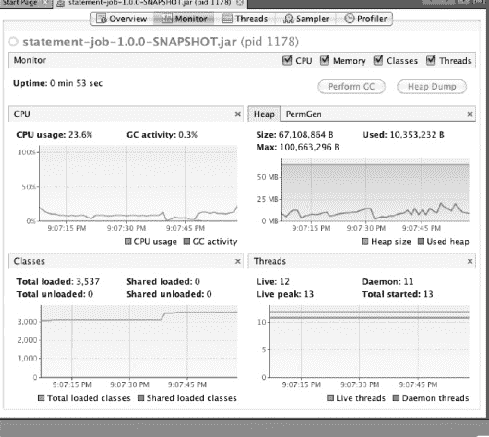 Start Page
statement-job-1.0.0-SNAPSHOT.jar (pid 1178)
Overview Monitor Threads Sampler Profiler
statement-job-1.0.0-SNAPSHOT.jar (pid 1178)
Monitor CPU Memory Classes Threads
Uptime: 0 min 53 sec Perform GC Heap Dump
CPU
CPU usage: 23.6% GC activity: 0.3%
100%
50%
0%
9:07:15 PM 9:07:30 PM 9:07:45 PM
CPU usage GC activity
Heap PermGen
Size: 67,108,864 B Used: 10,353,232 B
Max: 100,663,296 B
50 MB
25 MB
0 MB
9:07:15 PM 9:07:30 PM 9:07:45 PM
Heap size Used heap
Classes
Total loaded: 3,537 Shared loaded: 0
Total unloaded: 0 Shared unloaded: 0
3,000
2,000
1,000
0
9:07:15 PM 9:07:30 PM 9:07:45 PM
Total loaded classes Shared loaded classes
Threads
Live: 12 Daemon: 11
Live peak: 13 Total started: 13
10
5
0
9:07:15 PM 9:07:30 PM 9:07:45 PM
Live threads Daemon threads